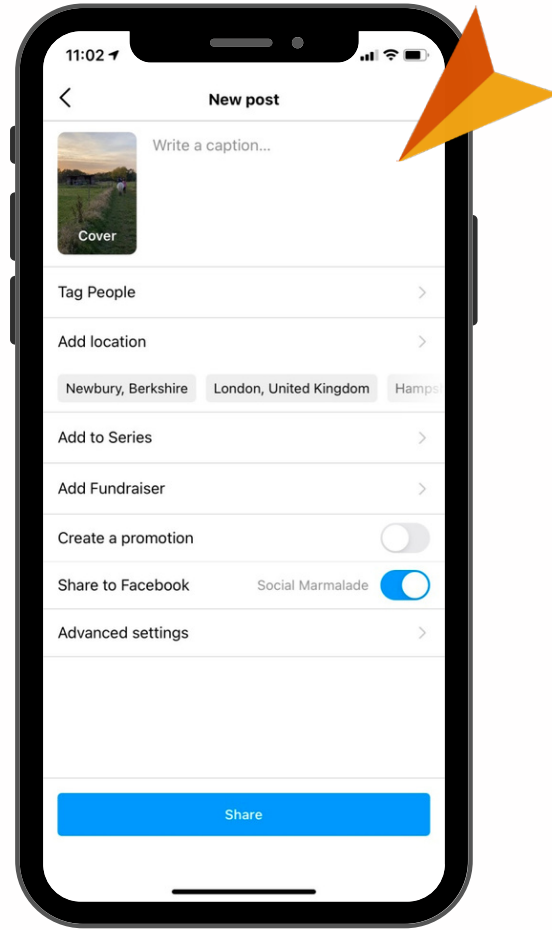 11:02
New post
Write a caption...
Cover
Tag People
Add location
Newbury, Berkshire London, United Kingdom Hamps
Add to Series
Add Fundraiser
Create a promotion
Share to Facebook Social Marmalade
Advanced settings
Share